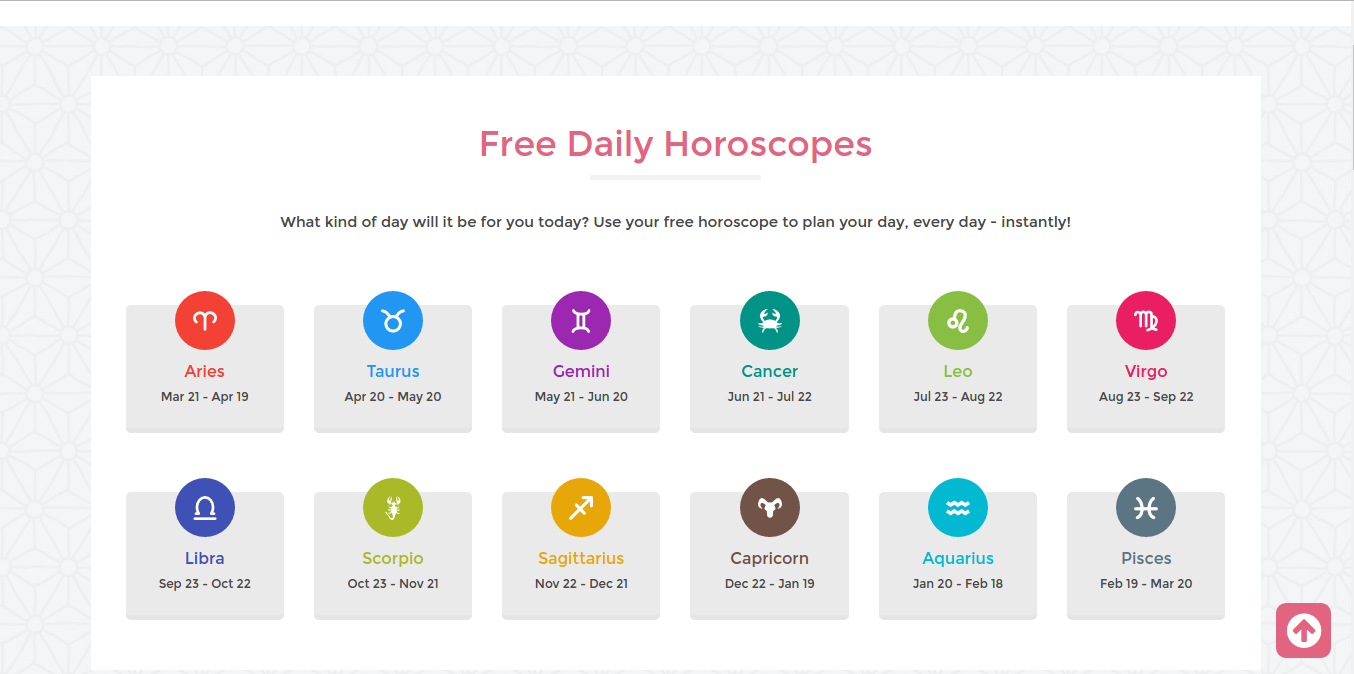 Free Daily Horoscopes
What kind of day will it be for you today? Use your free horoscope to plan your day, every day - instantly!
Aries
Mar 21 - Apr 19
Taurus
Apr 20 - May 20
Gemini
May 21 - Jun 20
Cancer
Jun 21 - Jul 22
Leo
Jul 23 - Aug 22
Virgo
Aug 23 - Sep 22
Libra
Sep 23 - Oct 22
Scorpio
Oct 23 - Nov 21
Sagittarius
Nov 22 - Dec 21
Capricorn
Dec 22 - Jan 19
Aquarius
Jan 20 - Feb 18
Pisces
Feb 19 - Mar 20